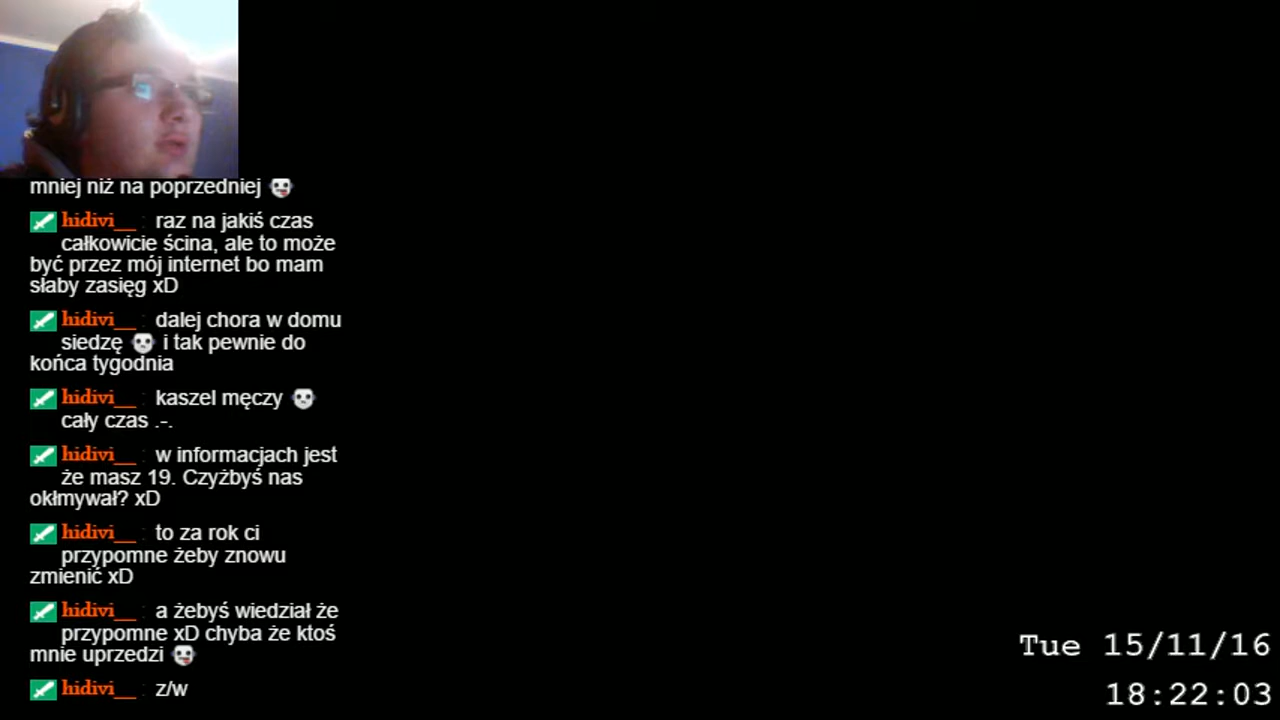 mniej niż na poprzedniej
hidivi__ : raz na jakiś czas
całkowicie ścina, ale to może
być przez mój internet bo mam
słaby zasięg xD
hidivi__ : dalej chora w domu
siedzę i tak pewnie do
końca tygodnia
hidivi__ : kaszel męczy
cały czas .-.
hidivi__ : w informacjach jest
że masz 19. Czyżbyś nas
okłmywał? xD
hidivi__ : to za rok ci
przypomne żeby znowu
zmienić xD
hidivi__ : a żebyś wiedział że
przypomne xD chyba że ktoś
mnie uprzedzi
hidivi__ : z/w
Tue 15/11/16
18:22:03